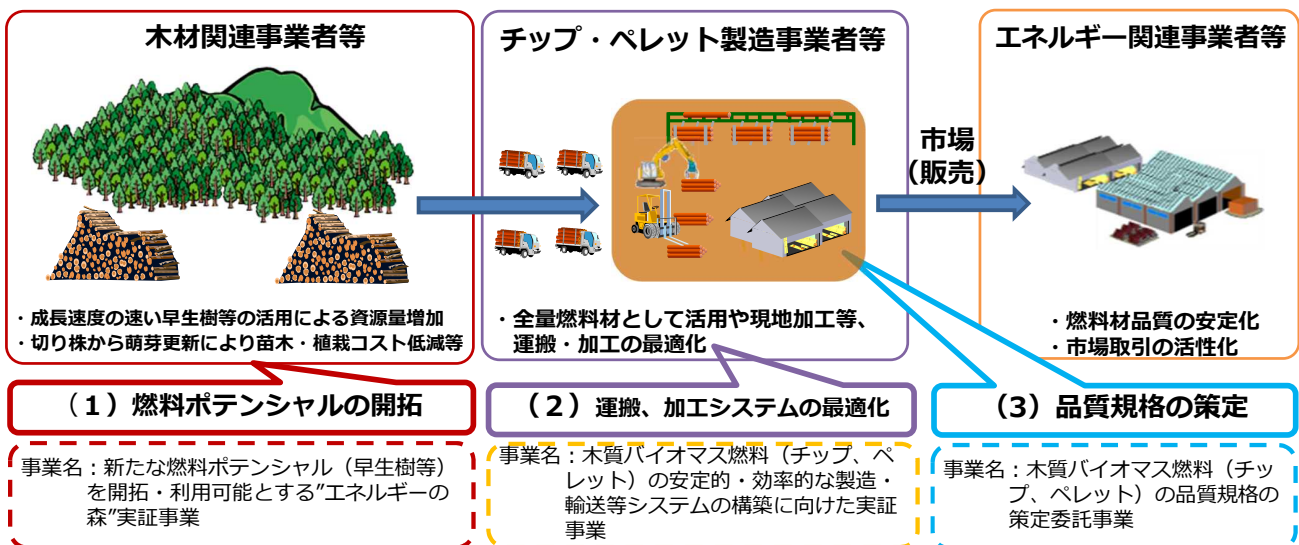 木材関連事業者等
・成長速度の速い早生樹等の活用による資源量増加
・切り株から萌芽更新により苗木・植栽コスト低減等
（１）燃料ポテンシャルの開拓
事業名：新たな燃料ポテンシャル（早生樹等）
を開拓・利用可能とする”エネルギーの
森”実証事業
チップ・ペレット製造事業者等
・全量燃料材として活用や現地加工等、
運搬・加工の最適化
（２）運搬、加工システムの最適化
事業名：木質バイオマス燃料（チップ、ペ
レット）の安定的・効率的な製造・
輸送等システムの構築に向けた実証
事業
市場
（販売）
エネルギー関連事業者等
・燃料材品質の安定化
・市場取引の活性化
（3）品質規格の策定
事業名：木質バイオマス燃料（チッ
プ、ペレット）の品質規格の
策定委託事業